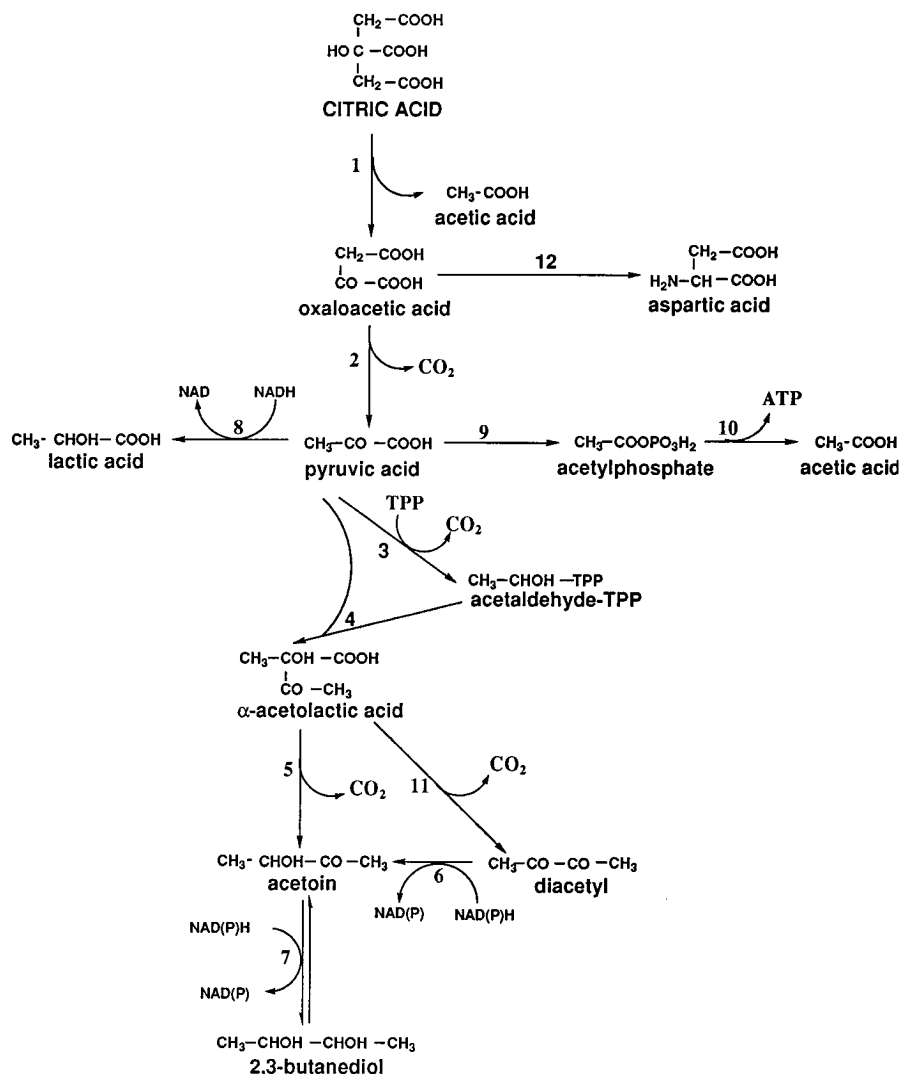 CH₂–COOH
HO C –COOH
CH₂–COOH
CITRIC ACID
1
CH₃-COOH
acetic acid
CH₂ –COOH
CO –COOH
oxaloacetic acid
12
CH₂ –COOH
H₂N–CH – COOH
aspartic acid
2
CO₂
NAD
NADH
8
CH₃- CHOH –COOH
lactic acid
CH₃–CO – COOH
pyruvic acid
9
CH₃–COOPO₃H₂
acetylphosphate
10
ATP
CH₃–COOH
acetic acid
TPP
CO₂
3
CH₃–CHOH –TPP
acetaldehyde-TPP
4
CH₃–COH –COOH
CO –CH₃
α-acetolactic acid
5
CO₂
11
CO₂
CH₃- CHOH– CO –CH₃
acetoin
6
NAD(P)
NAD(P)H
CH₃–CO –CO –CH₃
diacetyl
NAD(P)H
7
NAD(P)
CH₃–CHOH –CHOH –CH₃
2,3-butanediol